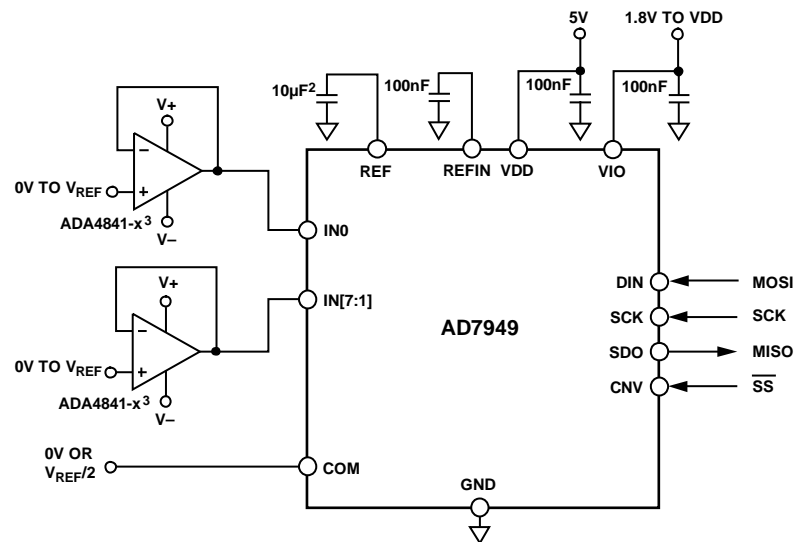 5V
1.8V TO VDD
10µF2
100nF
100nF
100nF
V+
REF
REFIN
VDD
VIO
−
+
0V TO VREF
ADA4841-x3
V−
IN0
V+
IN[7:1]
−
+
0V TO VREF
ADA4841-x3
V−
AD7949
DIN
MOSI
SCK
SCK
SDO
MISO
CNV
SS
0V OR
VREF/2
COM
GND